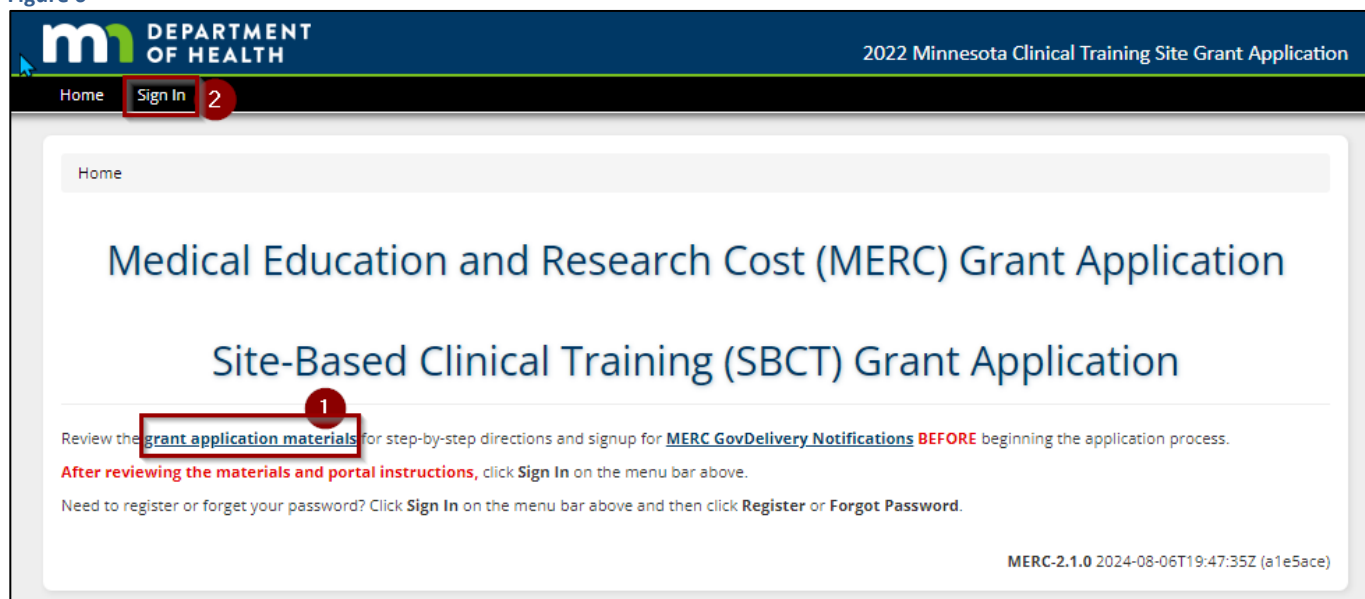 DEPARTMENT
OF HEALTH
2022 Minnesota Clinical Training Site Grant Application
Home Sign In 2
Home
Medical Education and Research Cost (MERC) Grant Application
Site-Based Clinical Training (SBCT) Grant Application
1
Review the grant application materials for step-by-step directions and signup for MERC GovDelivery Notifications BEFORE beginning the application process.
After reviewing the materials and portal instructions, click Sign In on the menu bar above.
Need to register or forget your password? Click Sign In on the menu bar above and then click Register or Forgot Password.
MERC-2.1.0 2024-08-06T19:47:35Z (a1e5ace)